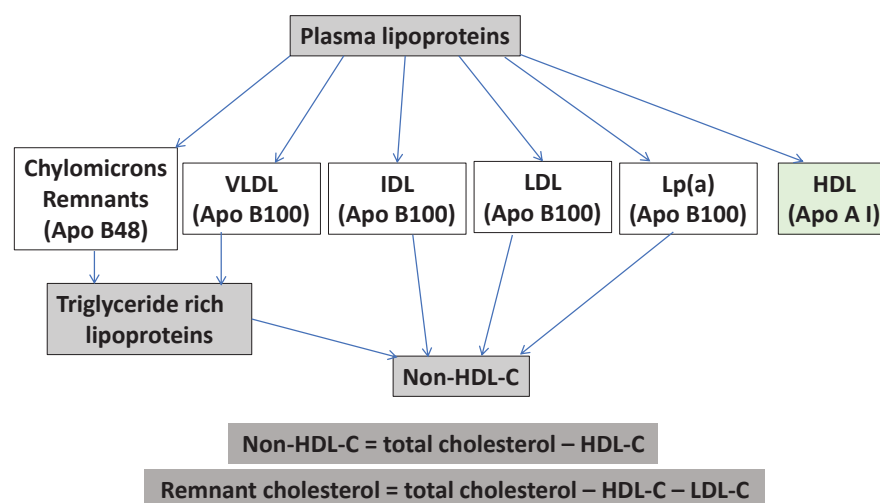 Plasma lipoproteins
Chylomicrons
Remnants
(Apo B48)
VLDL
(Apo B100)
IDL
(Apo B100)
LDL
(Apo B100)
Lp(a)
(Apo B100)
HDL
(Apo A I)
Triglyceride rich
lipoproteins
Non-HDL-C
Non-HDL-C = total cholesterol – HDL-C
Remnant cholesterol = total cholesterol – HDL-C – LDL-C